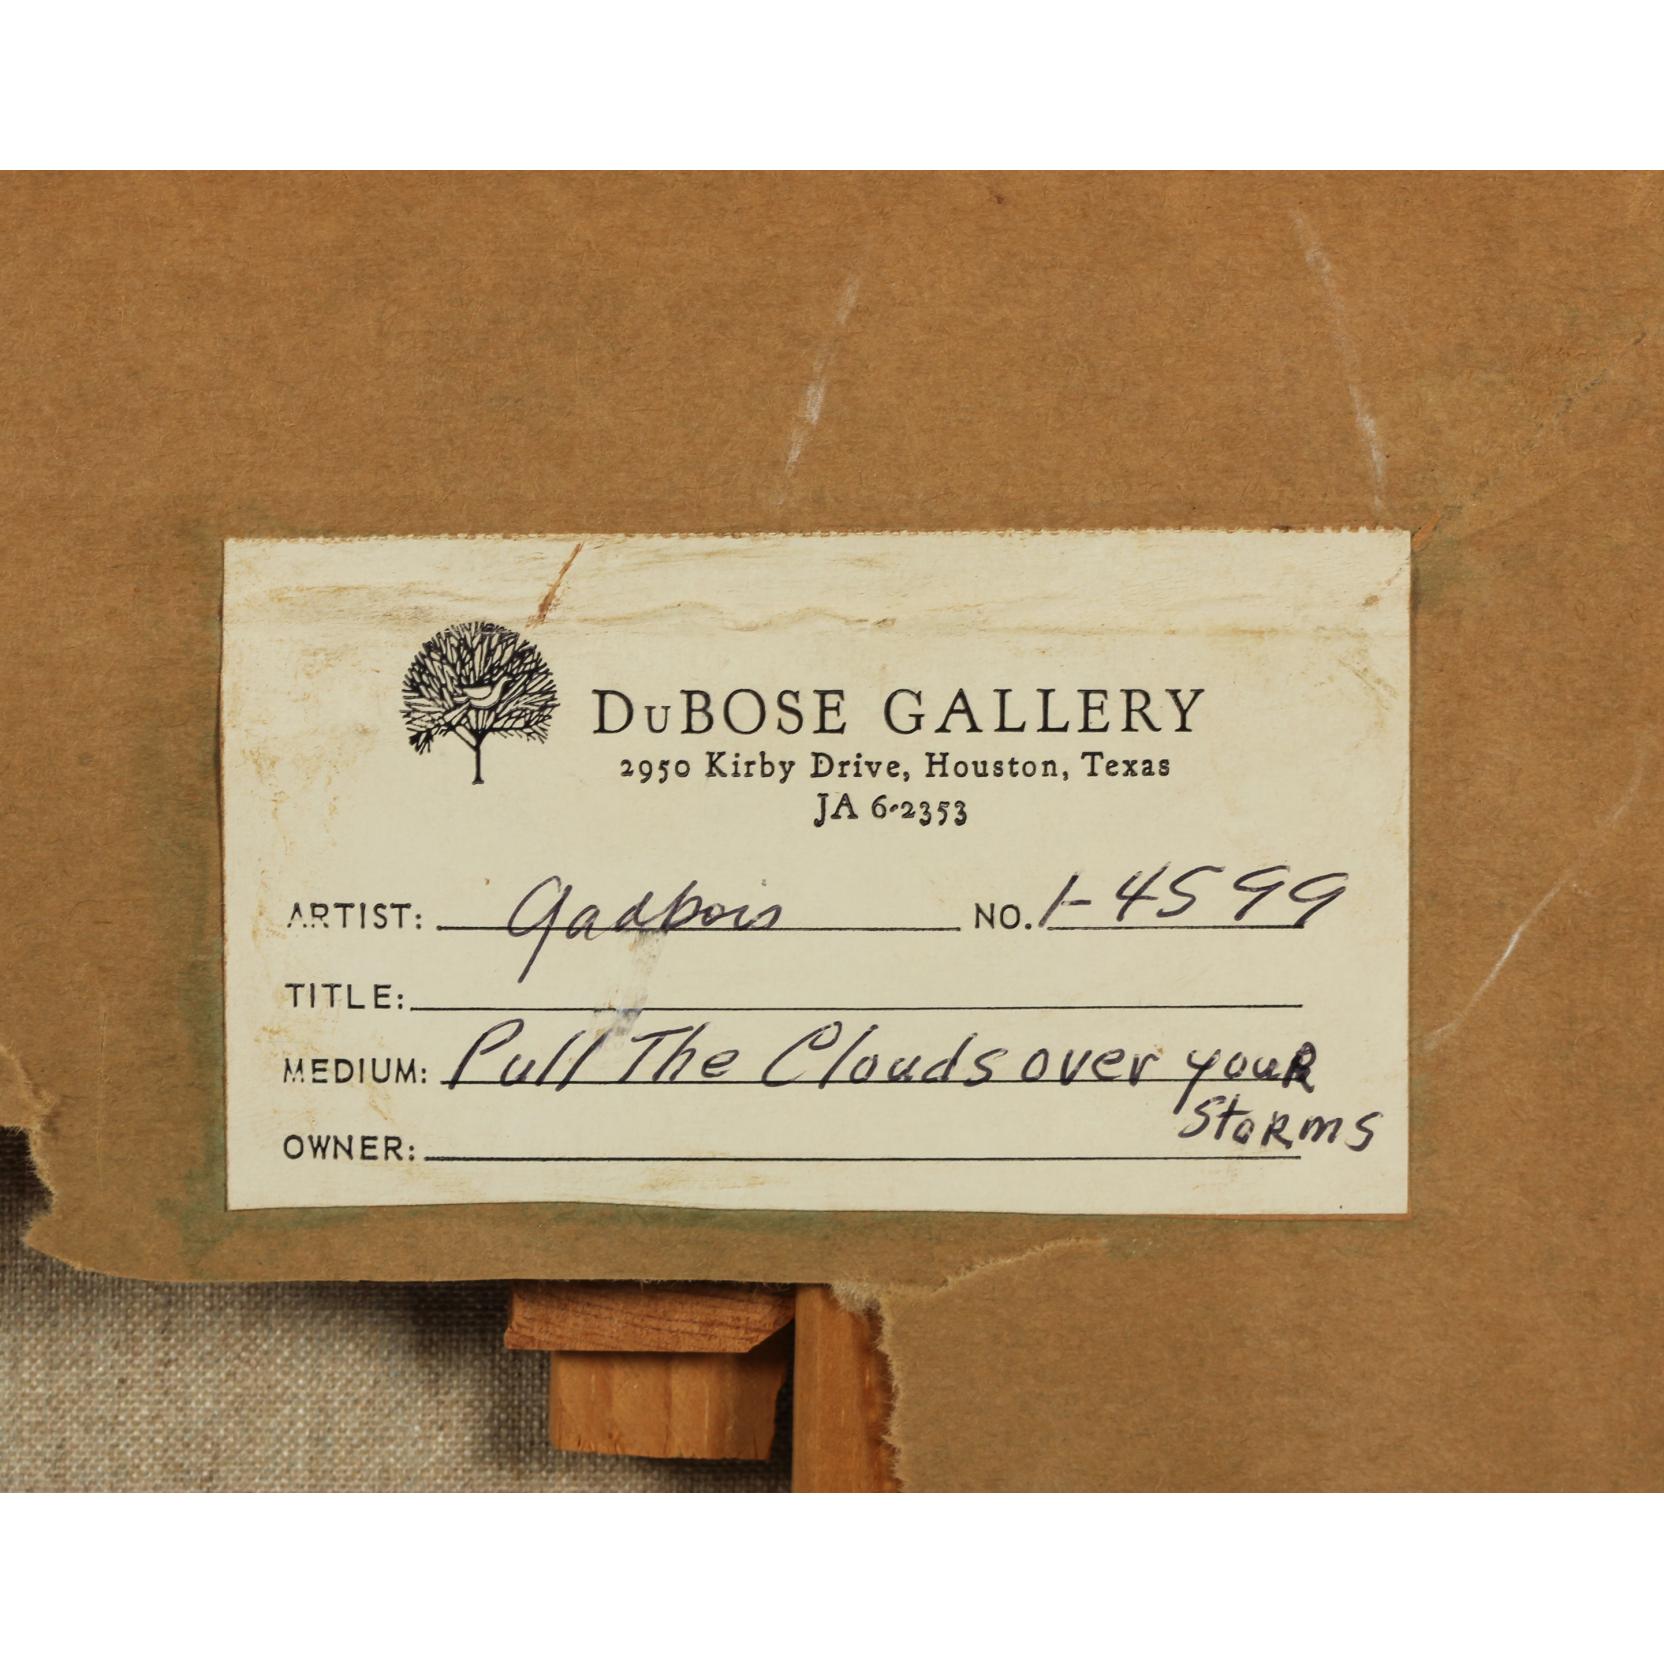 DuBOSE GALLERY
2950 Kirby Drive, Houston, Texas
JA 6-2353
ARTIST: Gadbois NO. 1-4599
TITLE:
MEDIUM: Pull The Clouds over youR
StoRms
OWNER: